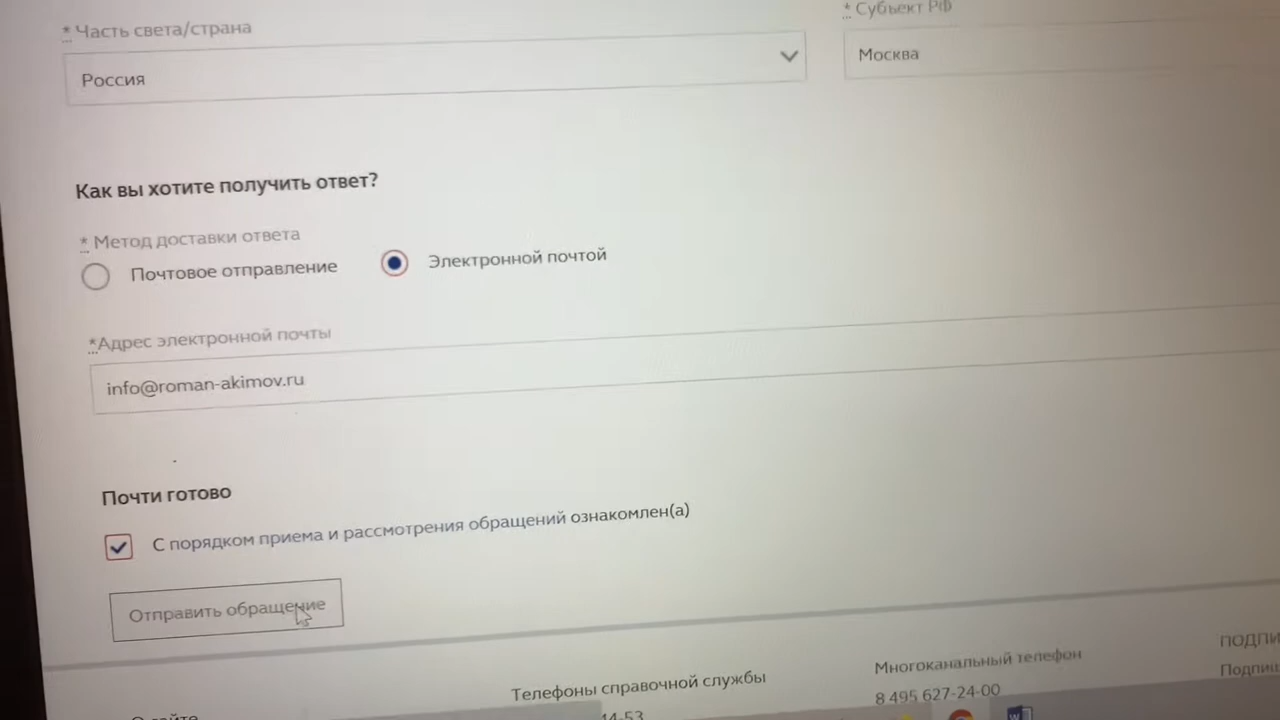 * Часть света/страна
* Субъект РФ
Россия
Москва
Как вы хотите получить ответ?
* Метод доставки ответа
Почтовое отправление
Электронной почтой
*Адрес электронной почты
info@roman-akimov.ru
Почти готово
С порядком приема и рассмотрения обращений ознакомлен(а)
Отправить обращение
О сайте
Телефоны справочной службы
Многоканальный телефон
8 495 627-24-00